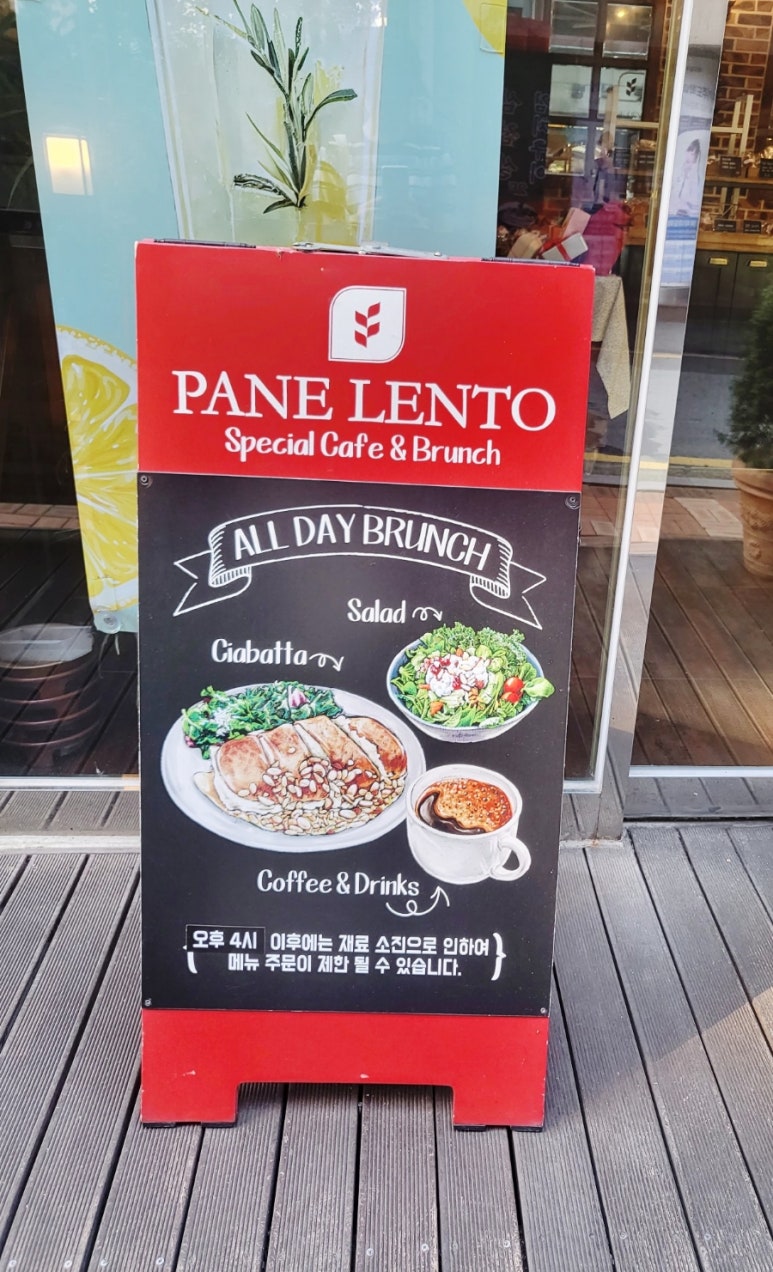 PANE LENTO
Special Cafe & Brunch
ALL DAY BRUNCH
Salad
Ciabatta
Coffee & Drinks
오후 4시 이후에는 재료 소진으로 인하여
메뉴 주문이 제한 될 수 있습니다.